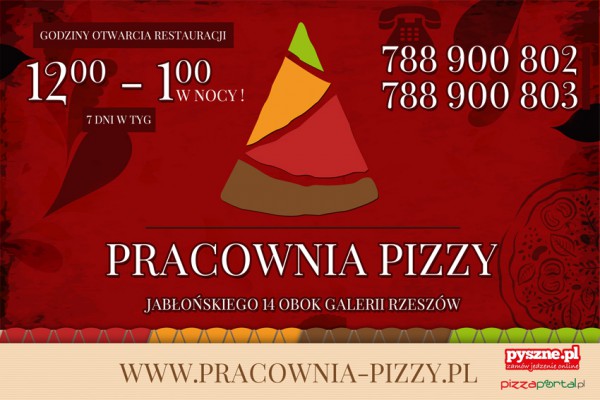 GODZINY OTWARCIA RESTAURACJI
12⁰⁰ - 1⁰⁰
W NOCY!
7 DNI W TYG
788 900 802
788 900 803
PRACOWNIA PIZZY
JABŁOŃSKIEGO 14 OBOK GALERII RZESZÓW
WWW.PRACOWNIA-PIZZY.PL
pyszne.pl
zamów jedzenie online
pizzaportal.pl